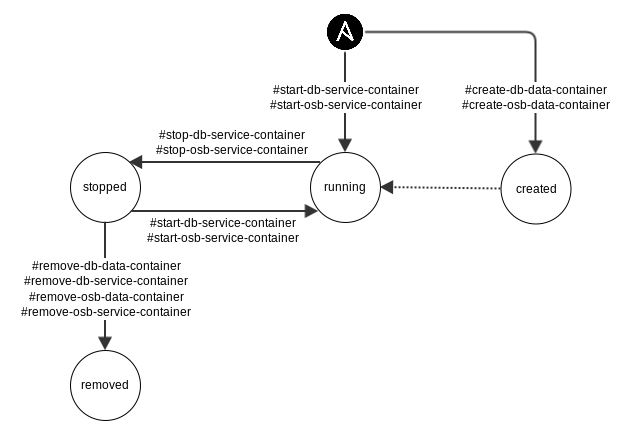 #start-db-service-container
#start-osb-service-container
#create-db-data-container
#create-osb-data-container
#stop-db-service-container
#stop-osb-service-container
stopped
running
created
#start-db-service-container
#start-osb-service-container
#remove-db-data-container
#remove-db-service-container
#remove-osb-data-container
#remove-osb-service-container
removed